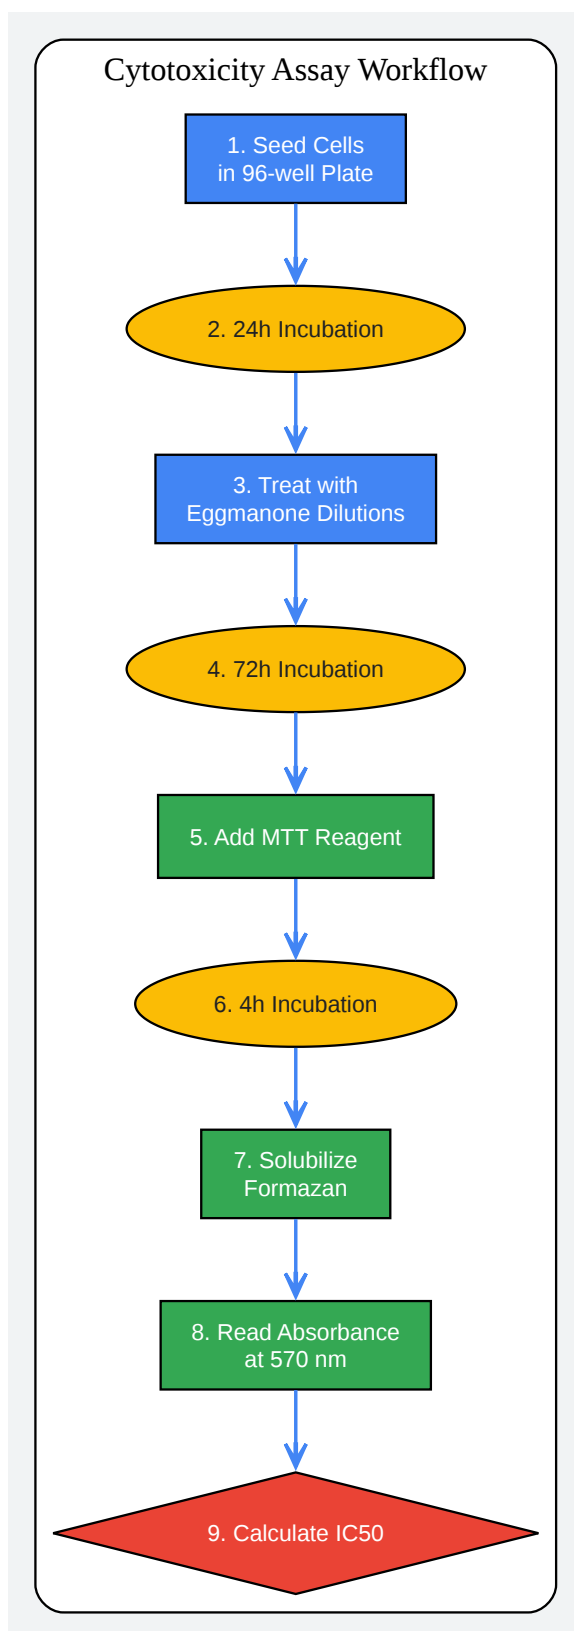 Cytotoxicity Assay Workflow
1. Seed Cells
in 96-well Plate
2. 24h Incubation
3. Treat with
Eggmanone Dilutions
4. 72h Incubation
5. Add MTT Reagent
6. 4h Incubation
7. Solubilize
Formazan
8. Read Absorbance
at 570 nm
9. Calculate IC50